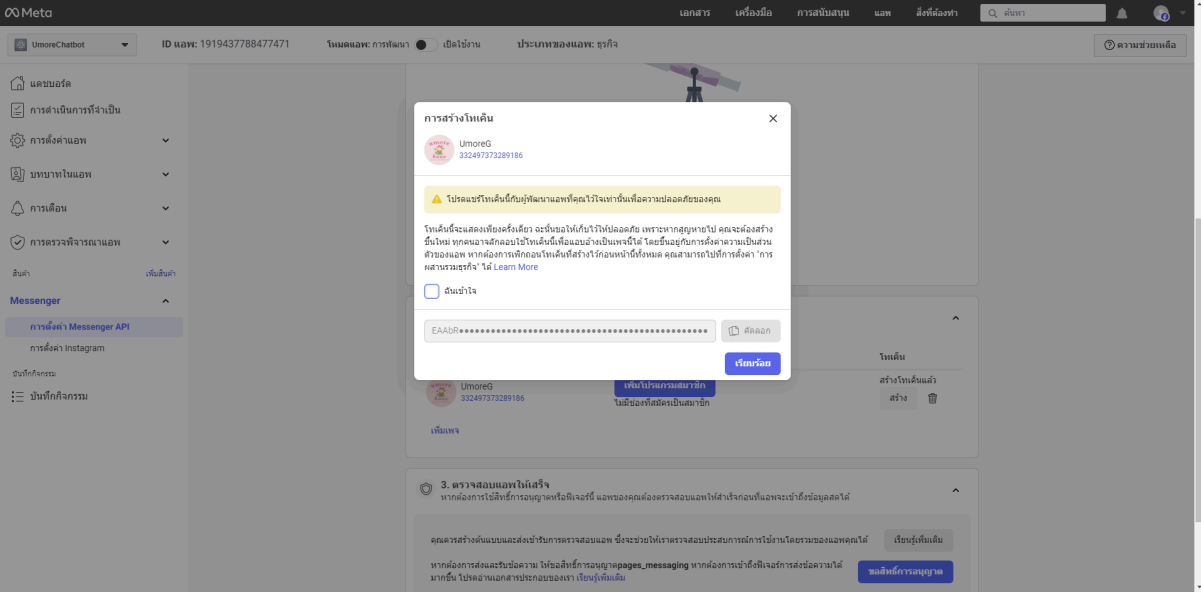 Meta
เอกสาร เครื่องมือ การสนับสนุน แอพ สิ่งที่ต้องทำ ค้นหา
UmoreChatbot ID แอพ: 1919437788477471 โหมดแอพ: การพัฒนา เปิดใช้งาน ประเภทของแอพ: ธุรกิจ ความช่วยเหลือ
แดชบอร์ด
การดำเนินการที่จำเป็น
การตั้งค่าแอพ
บทบาทในแอพ
การเตือน
การตรวจพิจารณาแอพ
สินค้า เพิ่มสินค้า
Messenger
การตั้งค่า Messenger API
การตั้งค่า Instagram
บันทึกกิจกรรม
บันทึกกิจกรรม
การสร้างโทเค็น
UmoreG
332497373289186
โปรดแชร์โทเค็นนี้กับผู้พัฒนาแอพที่คุณไว้ใจเท่านั้นเพื่อความปลอดภัยของคุณ
โทเค็นนี้จะแสดงเพียงครั้งเดียว ฉะนั้นขอให้เก็บไว้ให้ปลอดภัย เพราะหากสูญหายไป คุณจะต้องสร้าง
ขึ้นใหม่ ทุกคนอาจลักลอบใช้โทเค็นนี้เพื่อแอบอ้างเป็นเพจนี้ได้ โดยขึ้นอยู่กับการตั้งค่าความเป็นส่วน
ตัวของแอพ หากต้องการเพิกถอนโทเค็นที่สร้างไว้ก่อนหน้านี้ทั้งหมด คุณสามารถไปที่การตั้งค่า "การ
ผสานรวมธุรกิจ" ได้ Learn More
ฉันเข้าใจ
EAAbR•••••••••••••••••••••••••••••••••••••••••••••••• คัดลอก
เรียบร้อย
โทเค็น
UmoreG
332497373289186
เพิ่มโปรแกรมสมาชิก
ไม่มีช่องที่สมัครเป็นสมาชิก
สร้างโทเค็นแล้ว
สร้าง
เพิ่มเพจ
3. ตรวจสอบแอพให้เสร็จ
หากต้องการใช้สิทธิ์การอนุญาตหรือฟีเจอร์นี้ แอพของคุณต้องตรวจสอบแอพให้สำเร็จก่อนที่แอพจะเข้าถึงข้อมูลสดได้
คุณควรสร้างต้นแบบและส่งเข้ารับการตรวจสอบแอพ ซึ่งจะช่วยให้เราตรวจสอบประสบการณ์การใช้งานโดยรวมของแอพคุณได้ เรียนรู้เพิ่มเติม
หากต้องการส่งและรับข้อความ ให้ขอสิทธิ์การอนุญาตpages_messaging หากต้องการเข้าถึงฟีเจอร์การส่งข้อความได้
มากขึ้น โปรดอ่านเอกสารประกอบของเรา เรียนรู้เพิ่มเติม
ขอสิทธิ์การอนุญาต